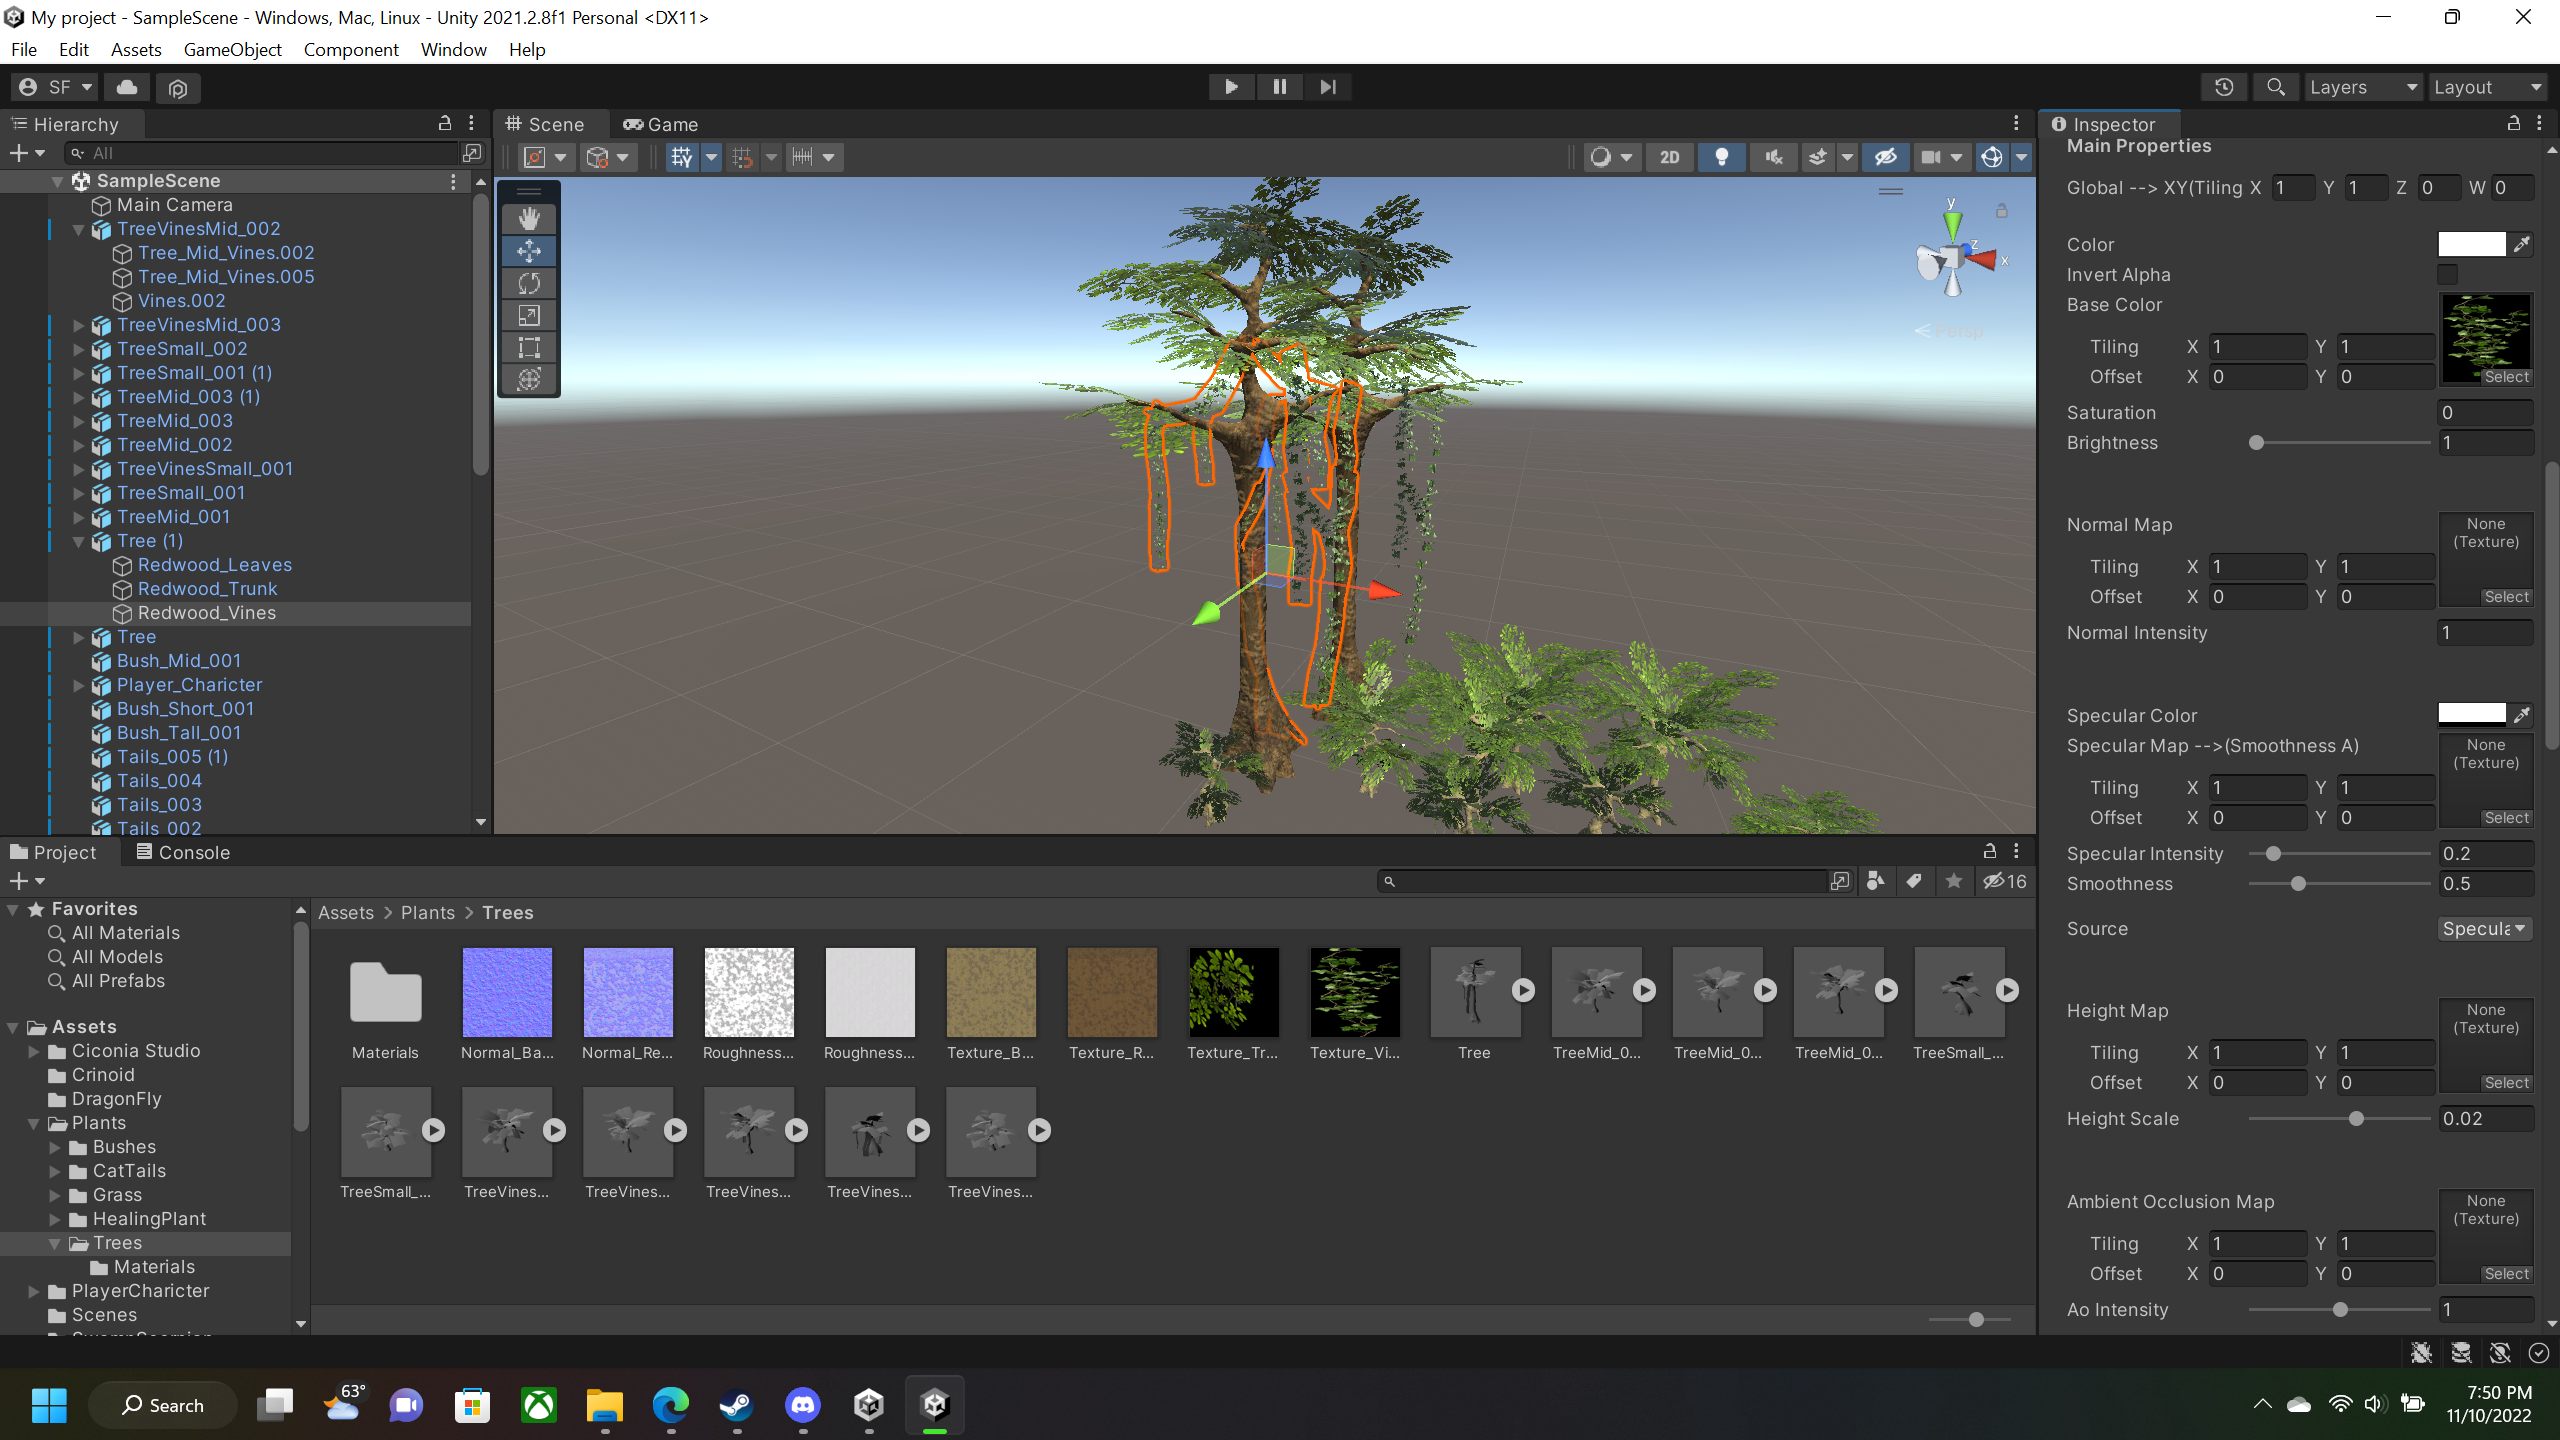 My project - SampleScene - Windows, Mac, Linux - Unity 2021.2.8f1 Personal <DX11>
File Edit Assets GameObject Component Window Help
SF
Layers
Layout
Hierarchy
All
SampleScene
Main Camera
TreeVinesMid_002
Tree_Mid_Vines.002
Tree_Mid_Vines.005
Vines.002
TreeVinesMid_003
TreeSmall_002
TreeSmall_001 (1)
TreeMid_003 (1)
TreeMid_003
TreeMid_002
TreeVinesSmall_001
TreeSmall_001
TreeMid_001
Tree (1)
Redwood_Leaves
Redwood_Trunk
Redwood_Vines
Tree
Bush_Mid_001
Player_Charicter
Bush_Short_001
Bush_Tall_001
Tails_005 (1)
Tails_004
Tails_003
Tails_002
Scene
Game
2D
y
z
x
Persp
Inspector
Main Properties
Global --> XY(Tiling X 1 Y 1 Z 0 W 0
Color
Invert Alpha
Base Color
Tiling X 1 Y 1
Offset X 0 Y 0
Select
Saturation 0
Brightness 1
Normal Map
None
(Texture)
Tiling X 1 Y 1
Offset X 0 Y 0
Select
Normal Intensity 1
Specular Color
Specular Map -->(Smoothness A)
None
(Texture)
Tiling X 1 Y 1
Offset X 0 Y 0
Select
Specular Intensity 0.2
Smoothness 0.5
Source Specula
Height Map
None
(Texture)
Tiling X 1 Y 1
Offset X 0 Y 0
Select
Height Scale 0.02
Ambient Occlusion Map
None
(Texture)
Tiling X 1 Y 1
Offset X 0 Y 0
Select
Ao Intensity 1
Project
Console
16
Favorites
All Materials
All Models
All Prefabs
Assets
Ciconia Studio
Crinoid
DragonFly
Plants
Bushes
CatTails
Grass
HealingPlant
Trees
Materials
PlayerCharicter
Scenes
Assets > Plants > Trees
Materials Normal_Ba... Normal_Re... Roughness... Roughness... Texture_B... Texture_R... Texture_Tr... Texture_Vi... Tree TreeMid_0... TreeMid_0... TreeMid_0... TreeSmall_...
TreeSmall_... TreeVines... TreeVines... TreeVines... TreeVines... TreeVines...
Search
63°
7:50 PM
11/10/2022